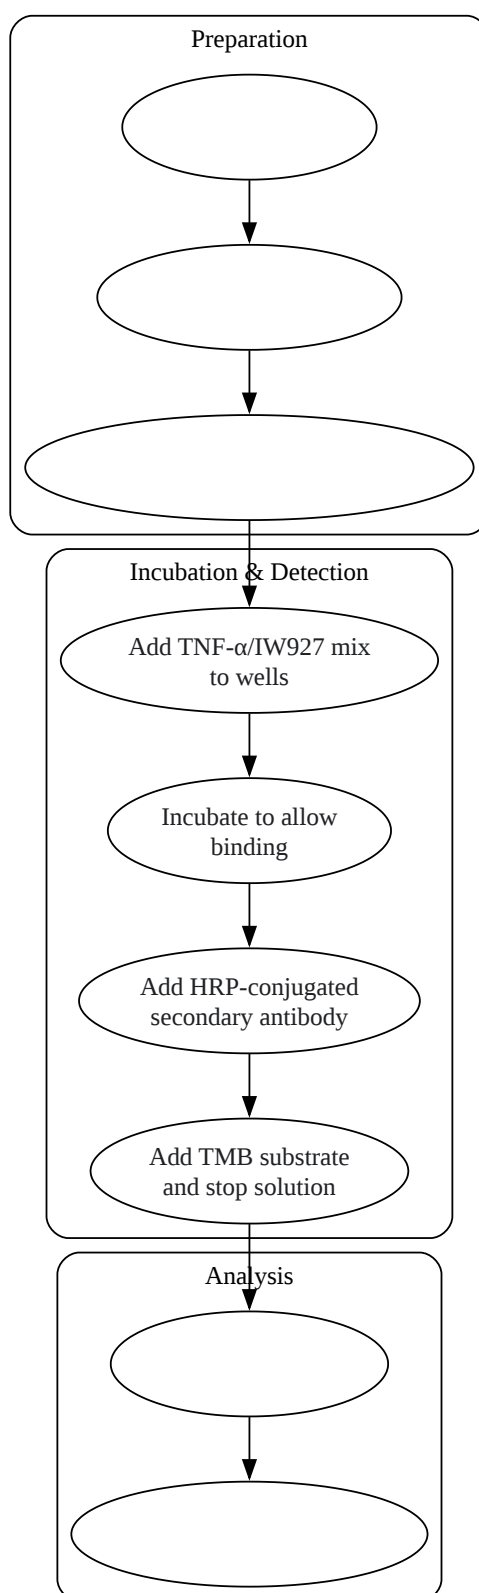 Preparation
Incubation & Detection
Add TNF-α/IW927 mix
to wells
Incubate to allow
binding
Add HRP-conjugated
secondary antibody
Add TMB substrate
and stop solution
Analysis